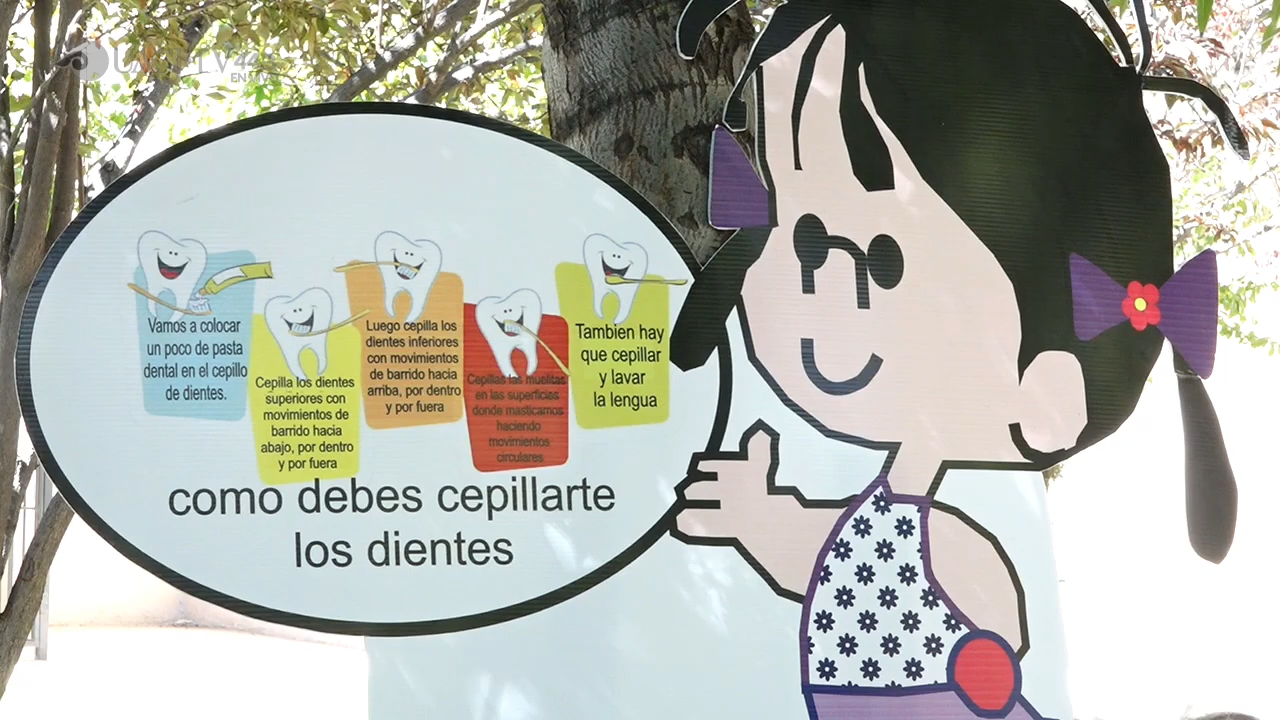 Vamos a colocar
un poco de pasta
dental en el cepillo
de dientes.
Cepilla los dientes
superiores con
movimientos de
barrido hacia
abajo, por dentro
y por fuera
Luego cepilla los
dientes inferiores
con movimientos
de barrido hacia
arriba, por dentro
y por fuera
Cepillas las muelitas
en las superficies
donde masticamos
haciendo
movimientos
circulares
Tambien hay
que cepillar
y lavar
la lengua
como debes cepillarte
los dientes